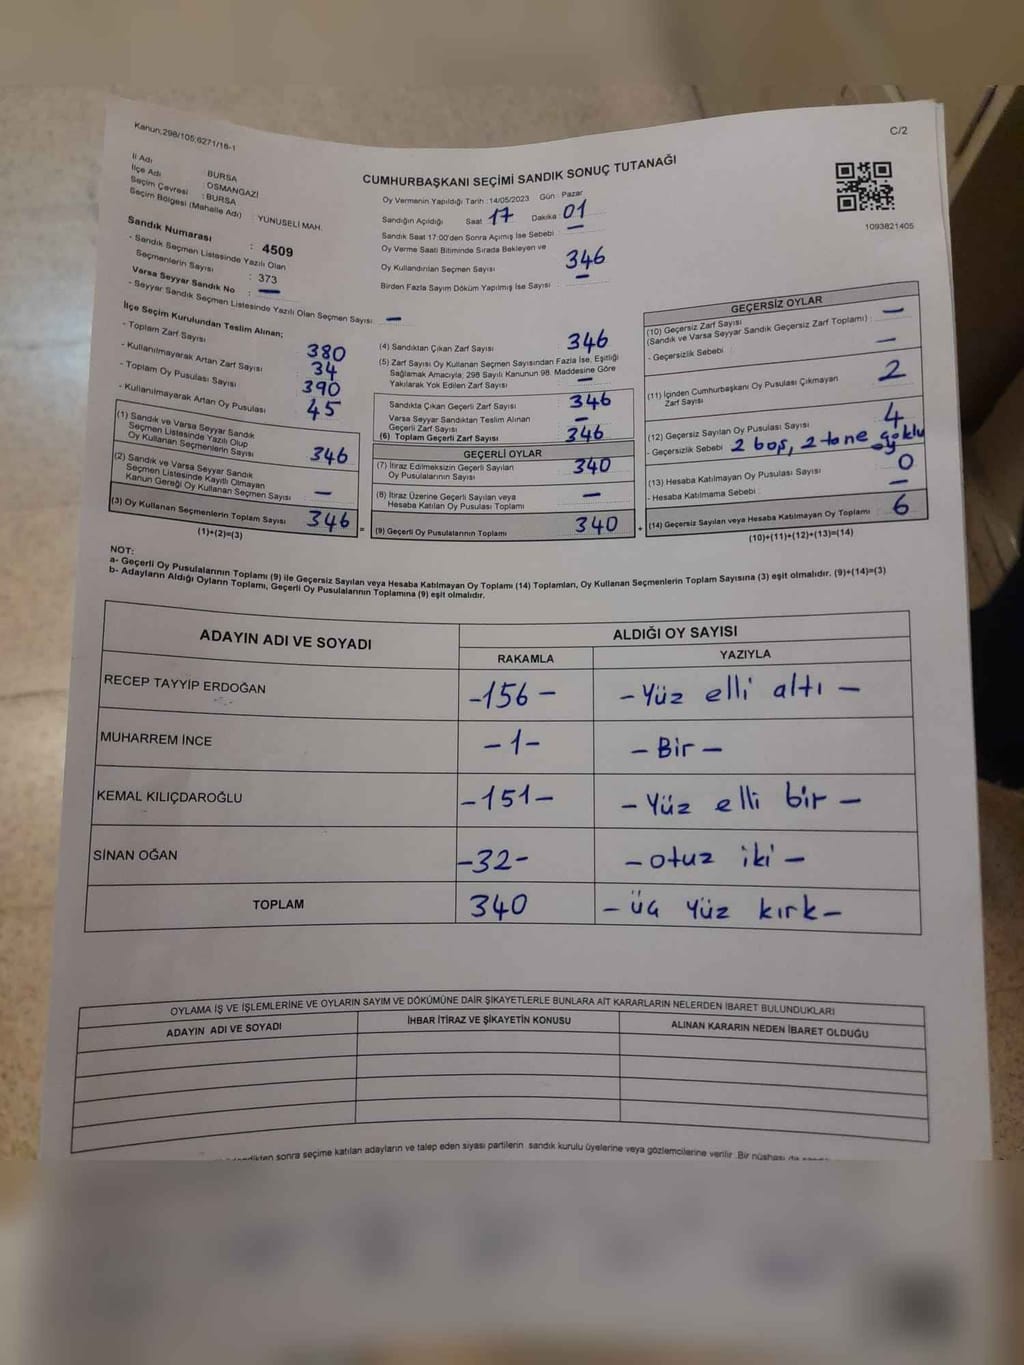 Kanun;298/105,6271/16-1
C/2
CUMHURBAŞKANI SEÇİMİ SANDIK SONUÇ TUTANAĞI
1093821405
İl Adı : BURSA
İlçe Adı : OSMANGAZİ
Seçim Çevresi : BURSA
Seçim Bölgesi (Mahalle Adı) : YUNUSELİ MAH.
Sandık Numarası : 4509
- Sandık Seçmen Listesinde Yazılı Olan
Seçmenlerin Sayısı : 373
Varsa Seyyar Sandık No : —
- Seyyar Sandık Seçmen Listesinde Yazılı Olan Seçmen Sayısı: —
Oy Vermenin Yapıldığı Tarih :14/05/2023 Gün : Pazar
Sandığın Açıldığı Saat 17 Dakika : 01
Sandık Saat 17:00'den Sonra Açımış İse Sebebi —
Oy Verme Saati Bitiminde Sırada Bekleyen ve
Oy Kullandırılan Seçmen Sayısı 346
Birden Fazla Sayım Döküm Yapılmış İse Sayısı —
İlçe Seçim Kurulundan Teslim Alınan;
- Toplam Zarf Sayısı 380
- Kullanılmayarak Artan Zarf Sayısı 34
- Toplam Oy Pusulası Sayısı 390
- Kullanılmayarak Artan Oy Pusulası 45
(1) Sandık ve Varsa Seyyar Sandık
Seçmen Listesinde Yazılı Olup
Oy Kullanan Seçmenlerin Sayısı 346
(2) Sandık ve Varsa Seyyar Sandık
Seçmen Listesinde Kayıtlı Olmayan
Kanun Gereği Oy Kullanan Seçmen Sayısı —
(3) Oy Kullanan Seçmenlerin Toplam Sayısı 346 =
(1)+(2)=(3)
(4) Sandıktan Çıkan Zarf Sayısı 346
(5) Zarf Sayısı Oy Kullanan Seçmen Sayısından Fazla İse, Eşitliği
Sağlamak Amacıyla, 298 Sayılı Kanunun 98. Maddesine Göre
Yakılarak Yok Edilen Zarf Sayısı —
Sandıkta Çıkan Geçerli Zarf Sayısı 346
Varsa Seyyar Sandıktan Teslim Alınan
Geçerli Zarf Sayısı —
(6) Toplam Geçerli Zarf Sayısı 346
GEÇERLİ OYLAR
(7) İtiraz Edilmeksizin Geçerli Sayılan
Oy Pusulalarının Sayısı 340
(8) İtiraz Üzerine Geçerli Sayılan veya
Hesaba Katılan Oy Pusulası Toplamı —
(9) Geçerli Oy Pusulalarının Toplamı 340 +
GEÇERSİZ OYLAR
(10) Geçersiz Zarf Sayısı
(Sandık ve Varsa Seyyar Sandık Geçersiz Zarf Toplamı) : —
- Geçersizlik Sebebi —
(11) İçinden Cumhurbaşkanı Oy Pusulası Çıkmayan
Zarf Sayısı 2
(12) Geçersiz Sayılan Oy Pusulası Sayısı 4
- Geçersizlik Sebebi 2 boş, 2 tane çoklu
oy
(13) Hesaba Katılmayan Oy Pusulası Sayısı 0
- Hesaba Katılmama Sebebi —
(14) Geçersiz Sayılan veya Hesaba Katılmayan Oy Toplamı 6
(10)+(11)+(12)+(13)=(14)
NOT:
a- Geçerli Oy Pusulalarının Toplamı (9) ile Geçersiz Sayılan veya Hesaba Katılmayan Oy Toplamı (14) Toplamları, Oy Kullanan Seçmenlerin Toplam Sayısına (3) eşit olmalıdır. (9)+(14)=(3)
b- Adayların Aldığı Oyların Toplamı, Geçerli Oy Pusulalarının Toplamına (9) eşit olmalıdır.
ADAYIN ADI VE SOYADI ALDIĞI OY SAYISI
RAKAMLA YAZIYLA
RECEP TAYYİP ERDOĞAN -156- - Yüz elli altı -
MUHARREM İNCE -1- - Bir -
KEMAL KILIÇDAROĞLU -151- - Yüz elli bir -
SİNAN OĞAN -32- - otuz iki -
TOPLAM 340 - üç yüz kırk -
OYLAMA İŞ VE İŞLEMLERİNE VE OYLARIN SAYIM VE DÖKÜMÜNE DAİR ŞİKAYETLERLE BUNLARA AİT KARARLARIN NELERDEN İBARET BULUNDUKLARI
ADAYIN ADI VE SOYADI İHBAR İTİRAZ VE ŞİKAYETİN KONUSU ALINAN KARARIN NEDEN İBARET OLDUĞU
sonra seçime katılan adayların ve talep eden siyasi partilerin sandık kurulu üyelerine veya gözlemcilerine verilir. Bir nüshası da